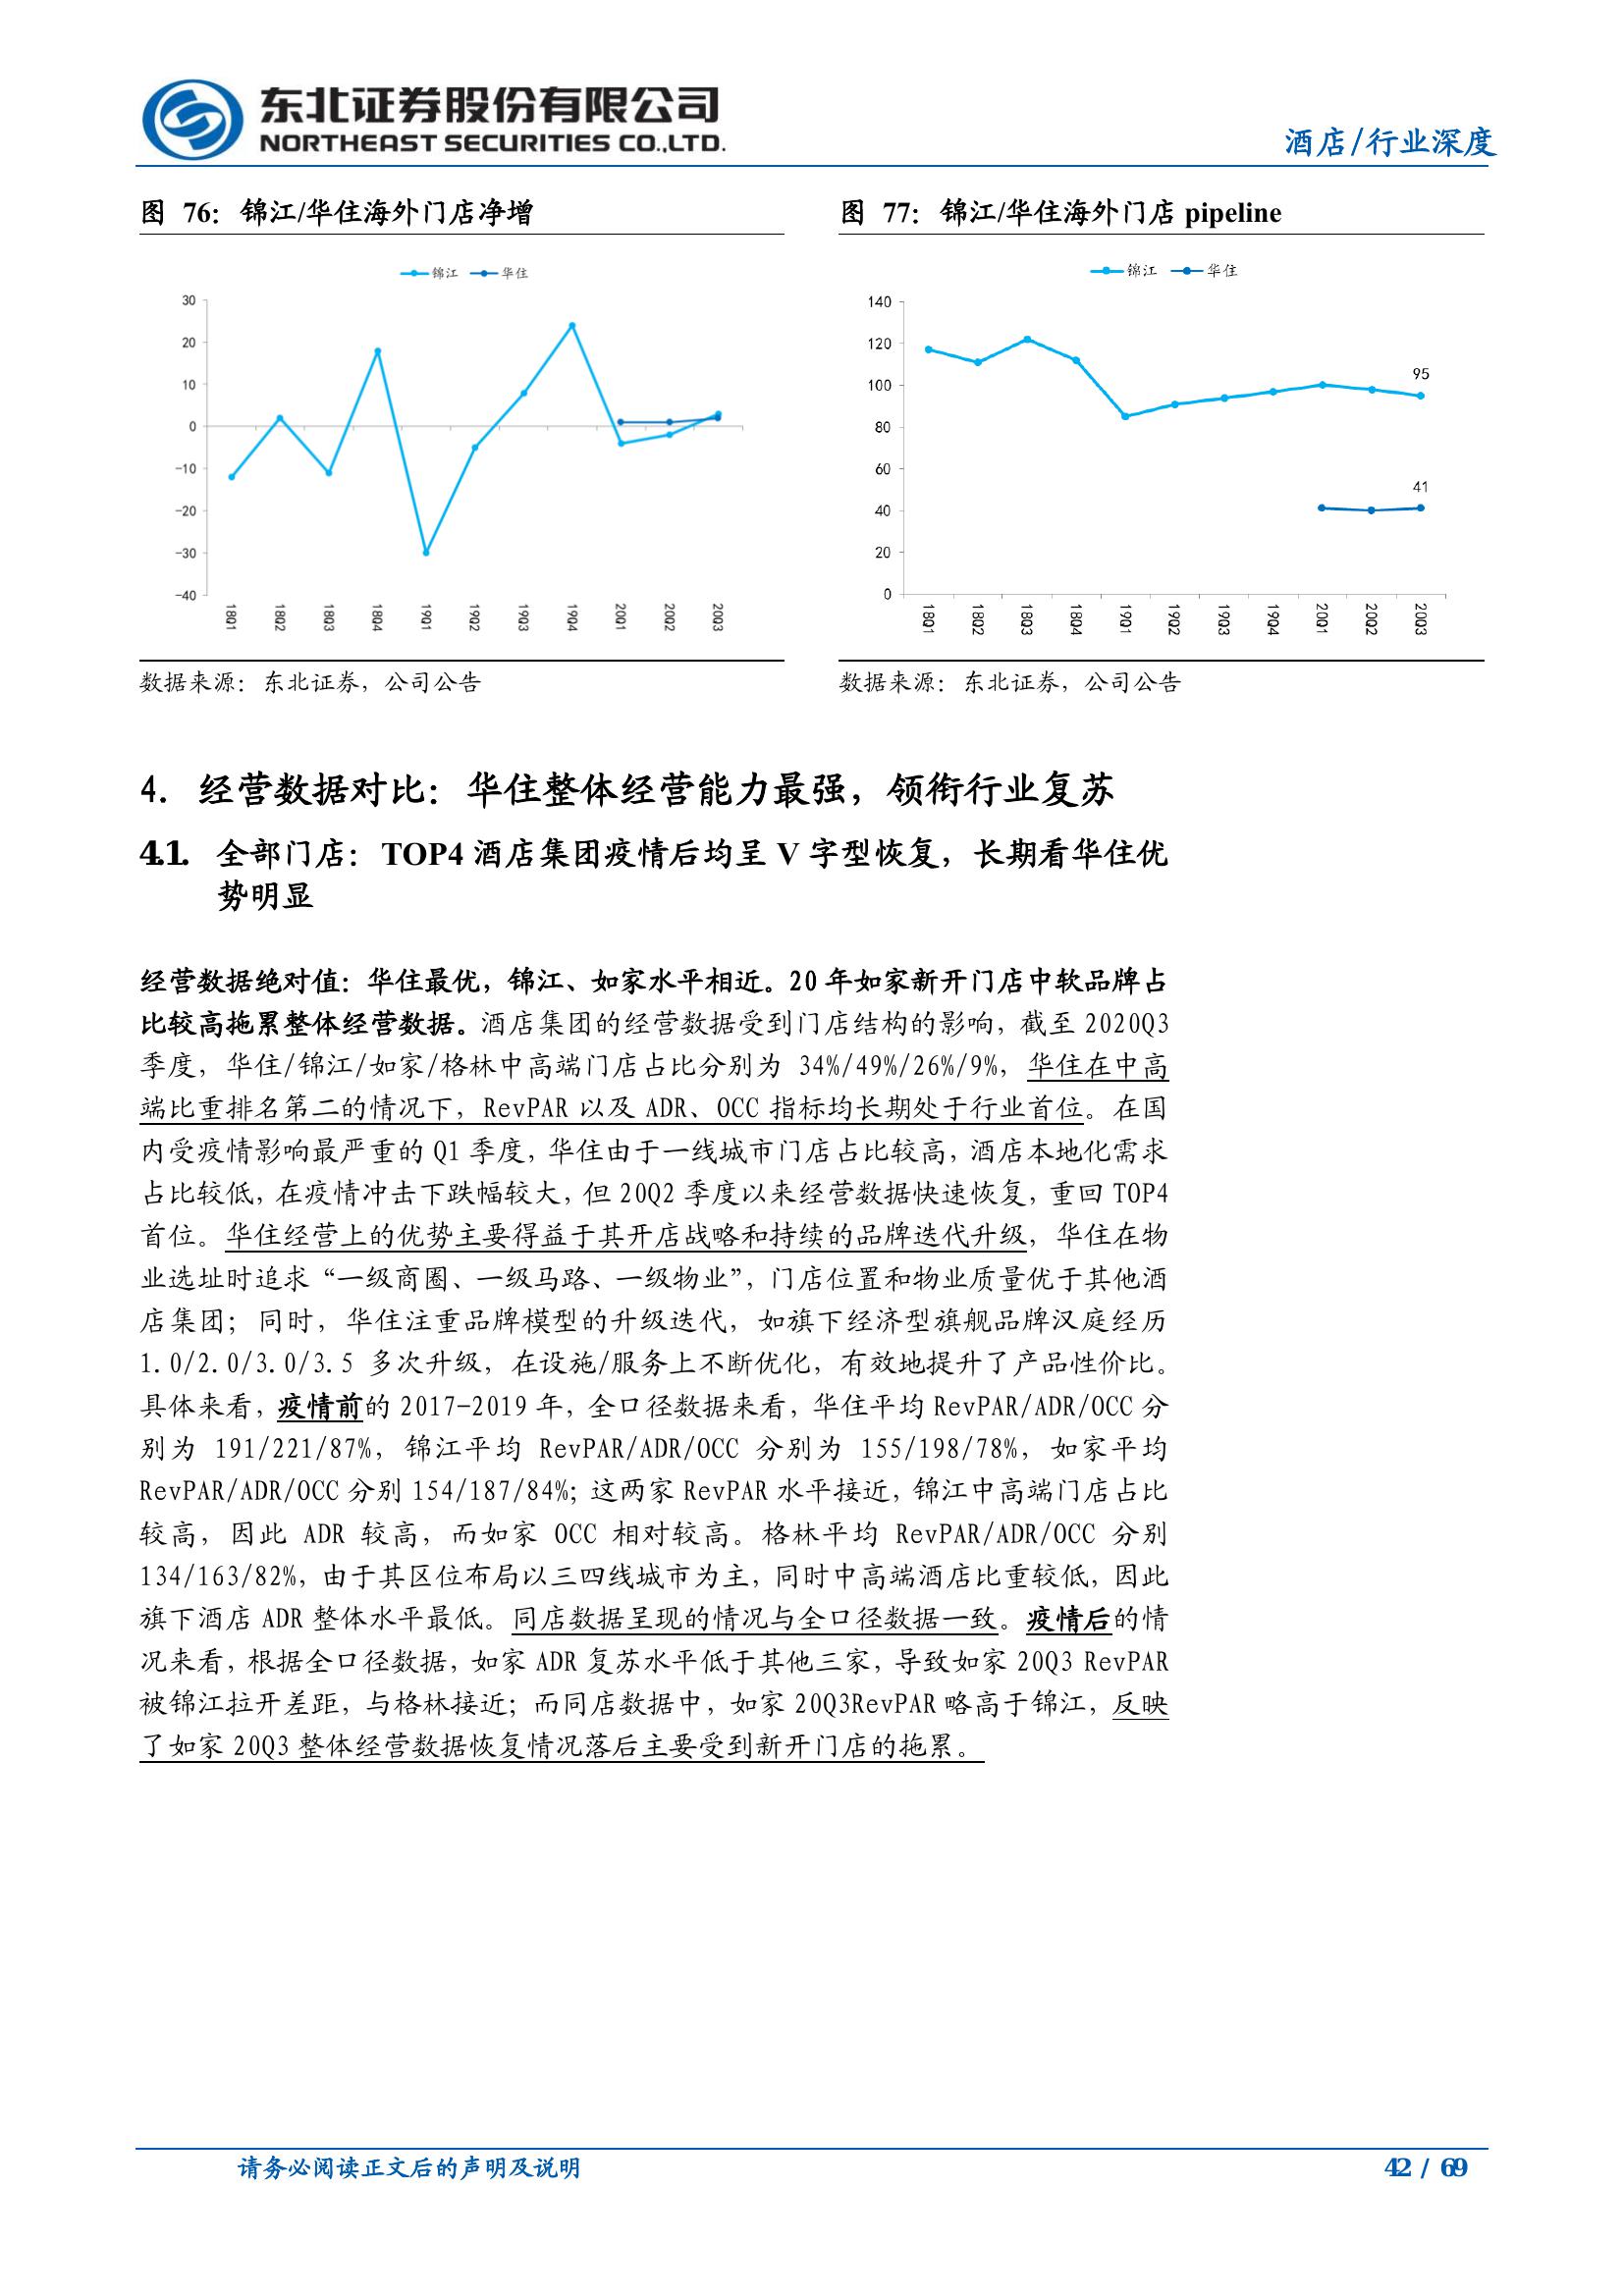 东北证券股份有限公司
NORTHEAST SECURITIES CO.,LTD.
酒店/行业深度
图 76：锦江/华住海外门店净增
锦江 华住
30
20
10
0
-10
-20
-30
-40
18Q1 18Q2 18Q3 18Q4 19Q1 19Q2 19Q3 19Q4 20Q1 20Q2 20Q3
数据来源：东北证券，公司公告
图 77：锦江/华住海外门店 pipeline
锦江 华住
140
120
100
80
60
40
20
0
95
41
18Q1 18Q2 18Q3 18Q4 19Q1 19Q2 19Q3 19Q4 20Q1 20Q2 20Q3
数据来源：东北证券，公司公告
4. 经营数据对比：华住整体经营能力最强，领衔行业复苏
4.1. 全部门店：TOP4 酒店集团疫情后均呈 V 字型恢复，长期看华住优
势明显
经营数据绝对值：华住最优，锦江、如家水平相近。20 年如家新开门店中软品牌占
比较高拖累整体经营数据。酒店集团的经营数据受到门店结构的影响，截至 2020Q3
季度，华住/锦江/如家/格林中高端门店占比分别为 34%/49%/26%/9%，华住在中高
端比重排名第二的情况下，RevPAR 以及 ADR、OCC 指标均长期处于行业首位。在国
内受疫情影响最严重的 Q1 季度，华住由于一线城市门店占比较高，酒店本地化需求
占比较低，在疫情冲击下跌幅较大，但 20Q2 季度以来经营数据快速恢复，重回 TOP4
首位。华住经营上的优势主要得益于其开店战略和持续的品牌迭代升级，华住在物
业选址时追求“一级商圈、一级马路、一级物业”，门店位置和物业质量优于其他酒
店集团；同时，华住注重品牌模型的升级迭代，如旗下经济型旗舰品牌汉庭经历
1.0/2.0/3.0/3.5 多次升级，在设施/服务上不断优化，有效地提升了产品性价比。
具体来看，疫情前的 2017-2019 年，全口径数据来看，华住平均 RevPAR/ADR/OCC 分
别为 191/221/87%，锦江平均 RevPAR/ADR/OCC 分别为 155/198/78%，如家平均
RevPAR/ADR/OCC 分别 154/187/84%；这两家 RevPAR 水平接近，锦江中高端门店占比
较高，因此 ADR 较高，而如家 OCC 相对较高。格林平均 RevPAR/ADR/OCC 分别
134/163/82%，由于其区位布局以三四线城市为主，同时中高端酒店比重较低，因此
旗下酒店 ADR 整体水平最低。同店数据呈现的情况与全口径数据一致。疫情后的情
况来看，根据全口径数据，如家 ADR 复苏水平低于其他三家，导致如家 20Q3 RevPAR
被锦江拉开差距，与格林接近；而同店数据中，如家 20Q3RevPAR 略高于锦江，反映
了如家 20Q3 整体经营数据恢复情况落后主要受到新开门店的拖累。
请务必阅读正文后的声明及说明
42 / 69